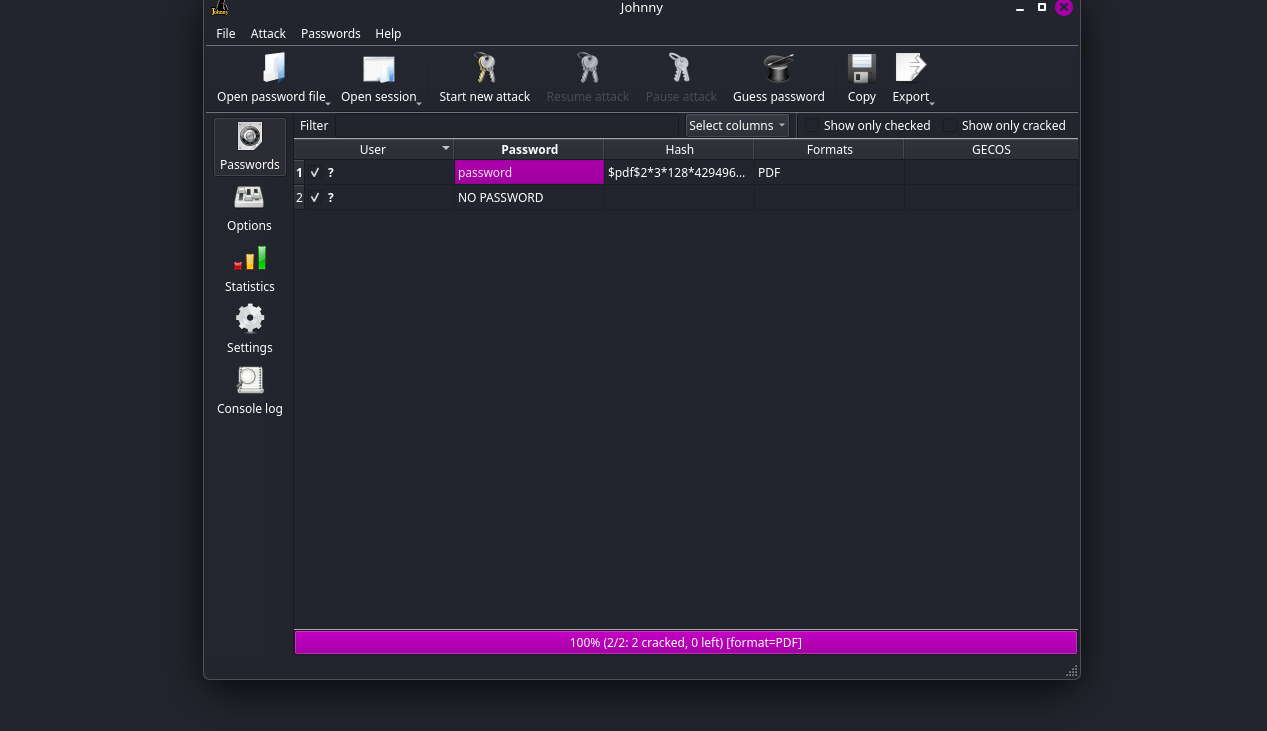 Johnny
File Attack Passwords Help
Open password file Open session Start new attack Resume attack Pause attack Guess password Copy Export
Filter Select columns Show only checked Show only cracked
Passwords
Options
Statistics
Settings
Console log
User Password Hash Formats GECOS
1 ? password $pdf$2*3*128*429496... PDF
2 ? NO PASSWORD
100% (2/2: 2 cracked, 0 left) [format=PDF]